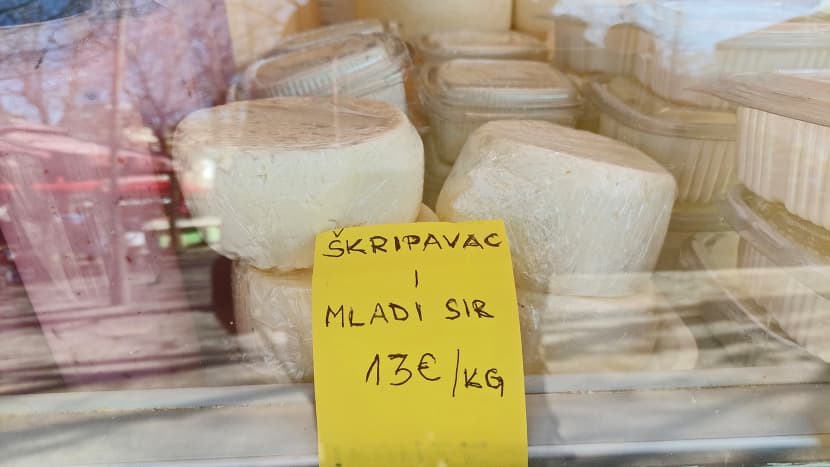 ŠKRIPAVAC
I
MLADI SIR
13€/KG